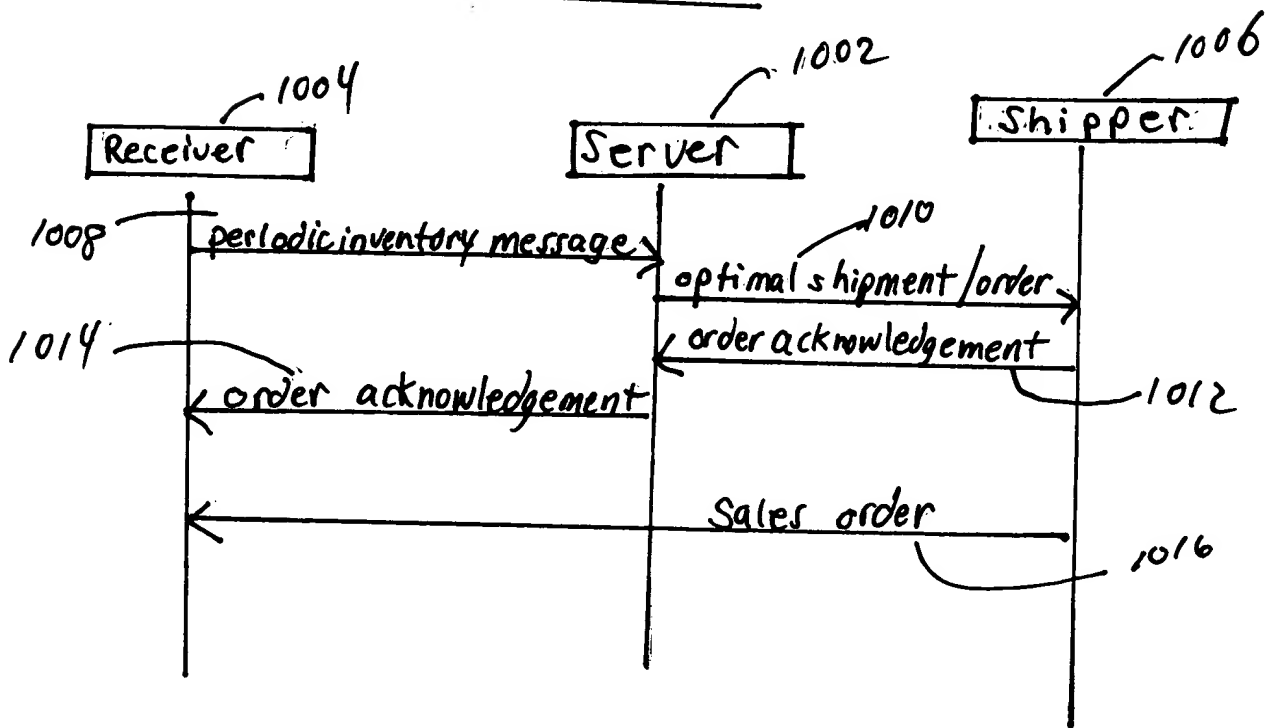 1006
1002
1004
Shipper
Server
Receiver
1010
1008
periodic inventory message
optimal shipment/order
1014
order acknowledgement
order acknowledgement
1012
Sales order
1016